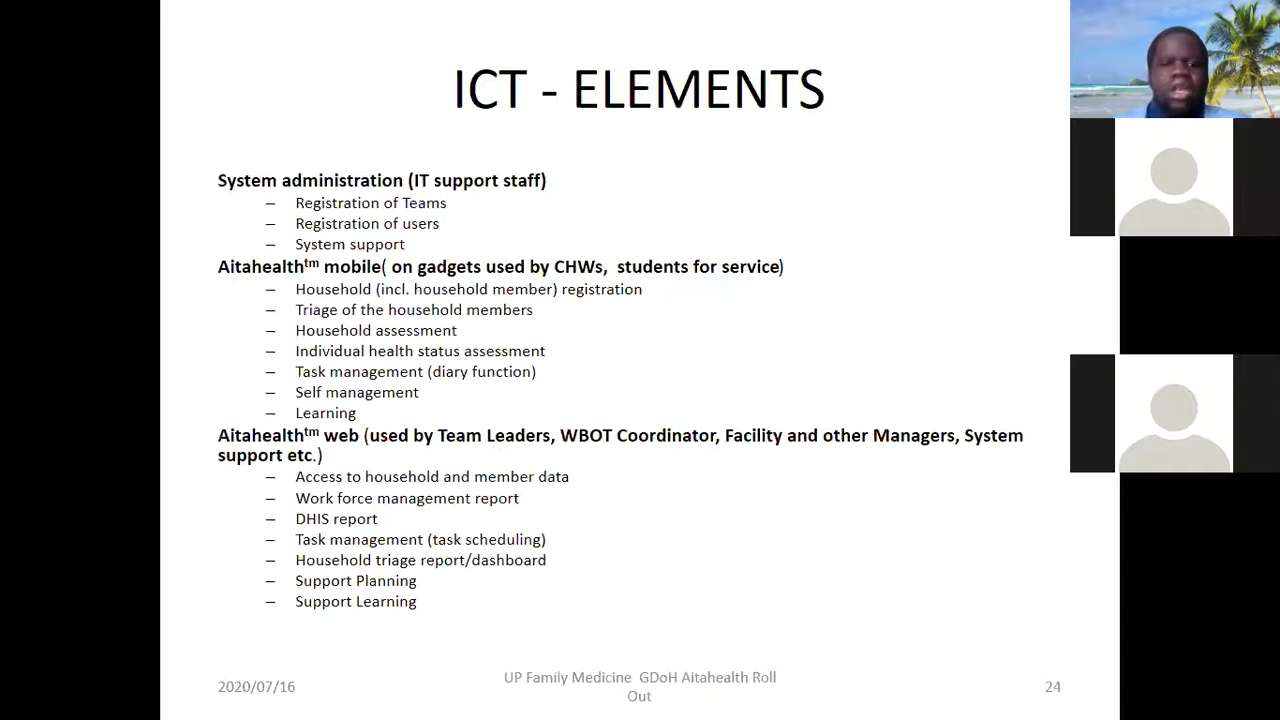 ICT - ELEMENTS
System administration (IT support staff)
– Registration of Teams
– Registration of users
– System support
Aitahealthtm mobile( on gadgets used by CHWs, students for service)
– Household (incl. household member) registration
– Triage of the household members
– Household assessment
– Individual health status assessment
– Task management (diary function)
– Self management
– Learning
Aitahealthtm web (used by Team Leaders, WBOT Coordinator, Facility and other Managers, System
support etc.)
– Access to household and member data
– Work force management report
– DHIS report
– Task management (task scheduling)
– Household triage report/dashboard
– Support Planning
– Support Learning
2020/07/16
UP Family Medicine GDoH Aitahealth Roll
Out
24